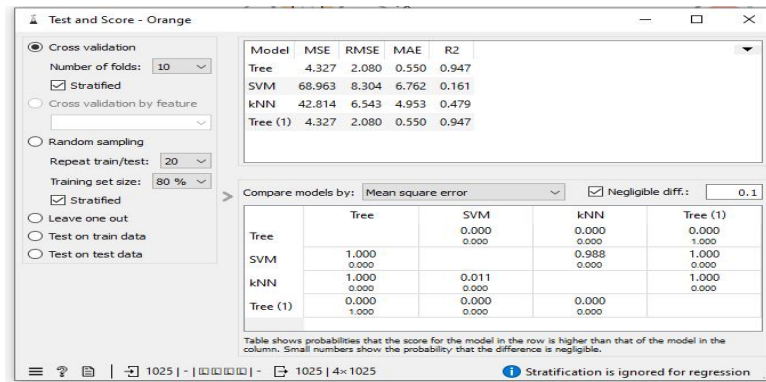 Test and Score - Orange
Cross validation
Number of folds: 10
Stratified
Cross validation by feature
Random sampling
Repeat train/test: 20
Training set size: 80 %
Stratified
Leave one out
Test on train data
Test on test data
Model MSE RMSE MAE R2
Tree 4.327 2.080 0.550 0.947
SVM 68.963 8.304 6.762 0.161
kNN 42.814 6.543 4.953 0.479
Tree (1) 4.327 2.080 0.550 0.947
Compare models by: Mean square error Negligible diff.: 0.1
Tree SVM kNN Tree (1)
Tree 0.000 0.000 0.000
0.000 0.000 1.000
SVM 1.000 0.988 1.000
0.000 0.000 0.000
kNN 1.000 0.011 1.000
0.000 0.000 0.000
Tree (1) 0.000 0.000 0.000
1.000 0.000 0.000
Table shows probabilities that the score for the model in the row is higher than that of the model in the
column. Small numbers show the probability that the difference is negligible.
1025 | - | - 1025 | 4×1025 Stratification is ignored for regression